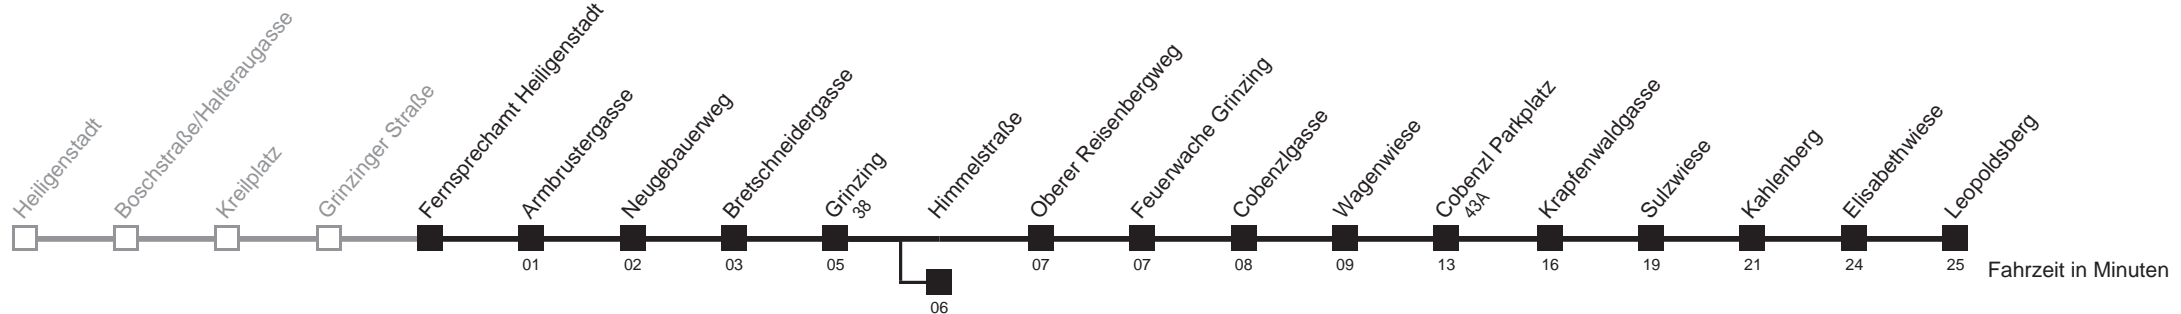 Heiligenstadt
Boschstraße/Halteraugasse
Kreilplatz
Grinzinger Straße
Fernsprechamt Heiligenstadt
Armbrustergasse
Neugebauerweg
Bretschneidergasse
Grinzing
38
Himmelstraße
Oberer Reisenbergweg
Feuerwache Grinzing
Cobenzlgasse
Wagenwiese
Cobenzl Parkplatz
43A
Krapfenwaldgasse
Sulzwiese
Kahlenberg
Elisabethwiese
Leopoldsberg
01 02 03 05 07 07 08 09 13 16 19 21 24 25 Fahrzeit in Minuten
06